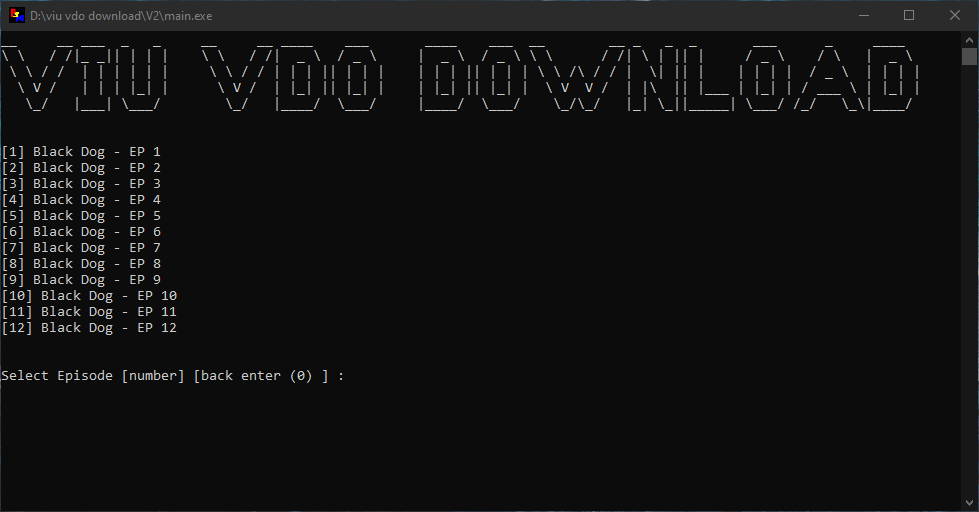 D:\viu vdo download\V2\main.exe
VIU VDO DOWNLOAD
[1] Black Dog - EP 1
[2] Black Dog - EP 2
[3] Black Dog - EP 3
[4] Black Dog - EP 4
[5] Black Dog - EP 5
[6] Black Dog - EP 6
[7] Black Dog - EP 7
[8] Black Dog - EP 8
[9] Black Dog - EP 9
[10] Black Dog - EP 10
[11] Black Dog - EP 11
[12] Black Dog - EP 12
Select Episode [number] [back enter (0) ] :